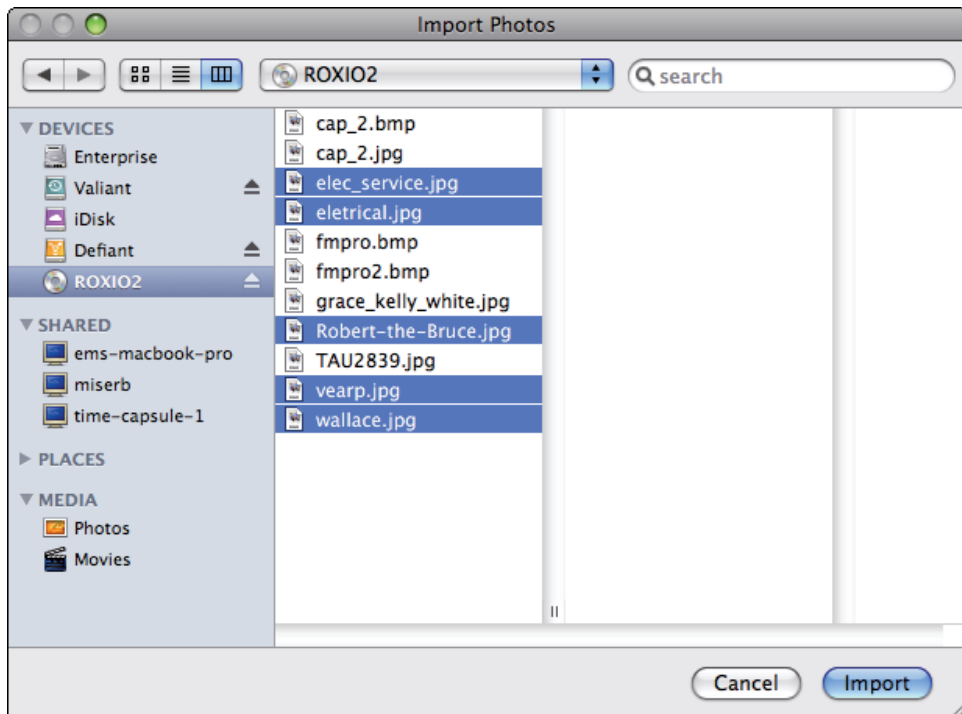 Import Photos
ROXIO2
search
DEVICES
Enterprise
Valiant
iDisk
Defiant
ROXIO2
SHARED
ems-macbook-pro
miserb
time-capsule-1
PLACES
MEDIA
Photos
Movies
cap_2.bmp
cap_2.jpg
elec_service.jpg
eletrical.jpg
fmpro.bmp
fmpro2.bmp
grace_kelly_white.jpg
Robert-the-Bruce.jpg
TAU2839.jpg
vearp.jpg
wallace.jpg
Cancel
Import